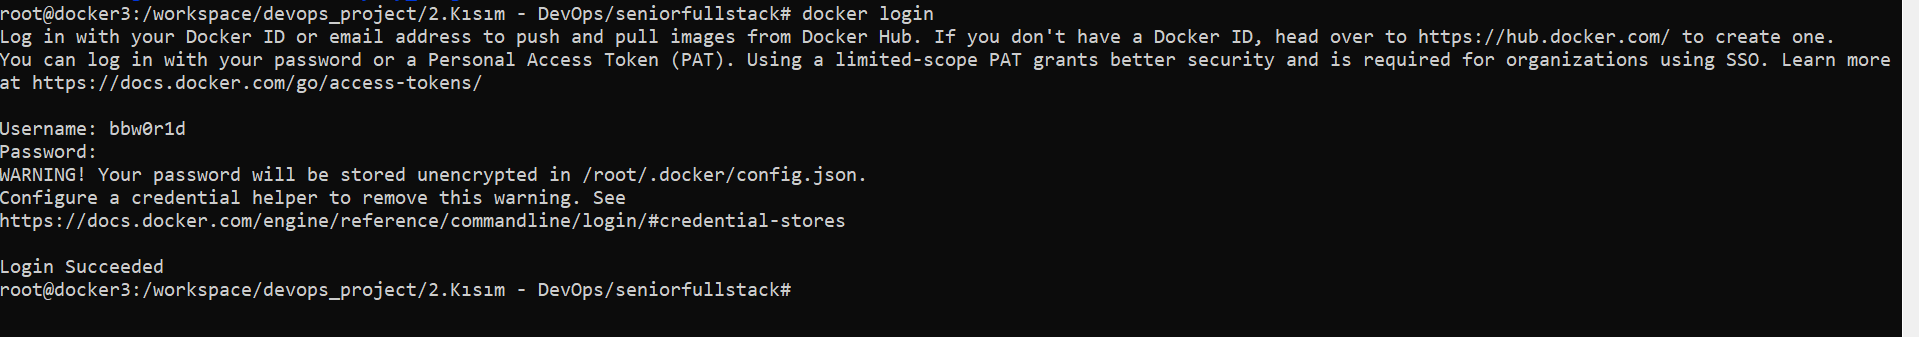 root@docker3:/workspace/devops_project/2.Kısım - DevOps/seniorfullstack# docker login
Log in with your Docker ID or email address to push and pull images from Docker Hub. If you don't have a Docker ID, head over to https://hub.docker.com/ to create one.
You can log in with your password or a Personal Access Token (PAT). Using a limited-scope PAT grants better security and is required for organizations using SSO. Learn more
at https://docs.docker.com/go/access-tokens/
Username: bbw0r1d
Password:
WARNING! Your password will be stored unencrypted in /root/.docker/config.json.
Configure a credential helper to remove this warning. See
https://docs.docker.com/engine/reference/commandline/login/#credential-stores
Login Succeeded
root@docker3:/workspace/devops_project/2.Kısım - DevOps/seniorfullstack#